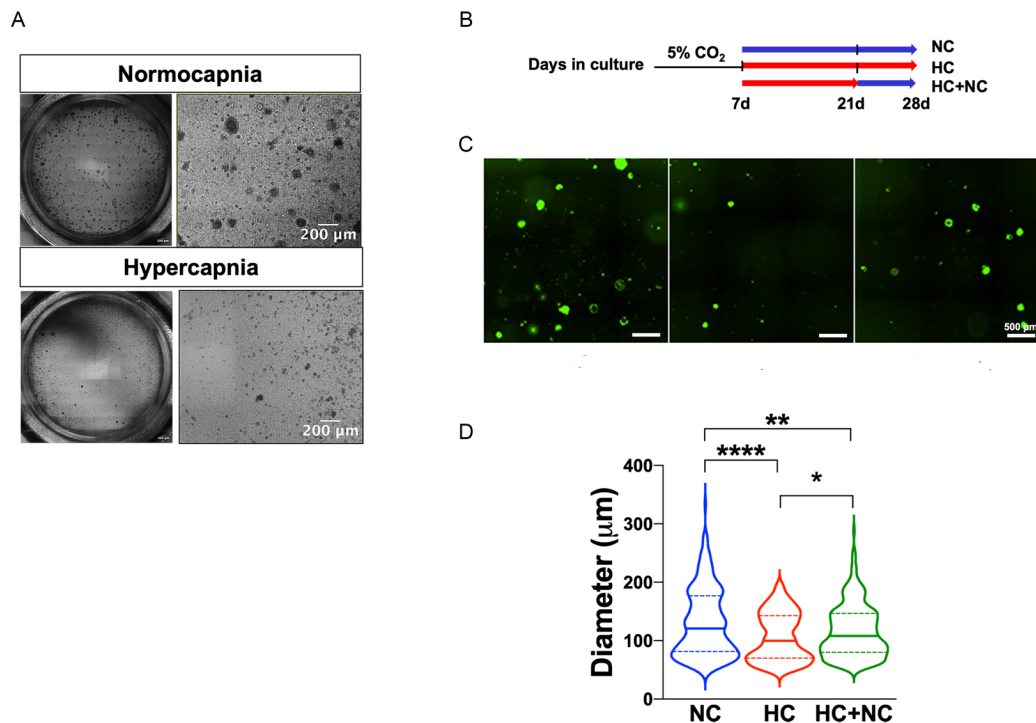 A
Normocapnia
200 μm
Hypercapnia
200 μm
B
Days in culture
5% CO₂
NC
HC
HC+NC
7d
21d
28d
C
500 μm
D
**
****
*
Diameter (μm)
400
300
200
100
0
NC
HC
HC+NC